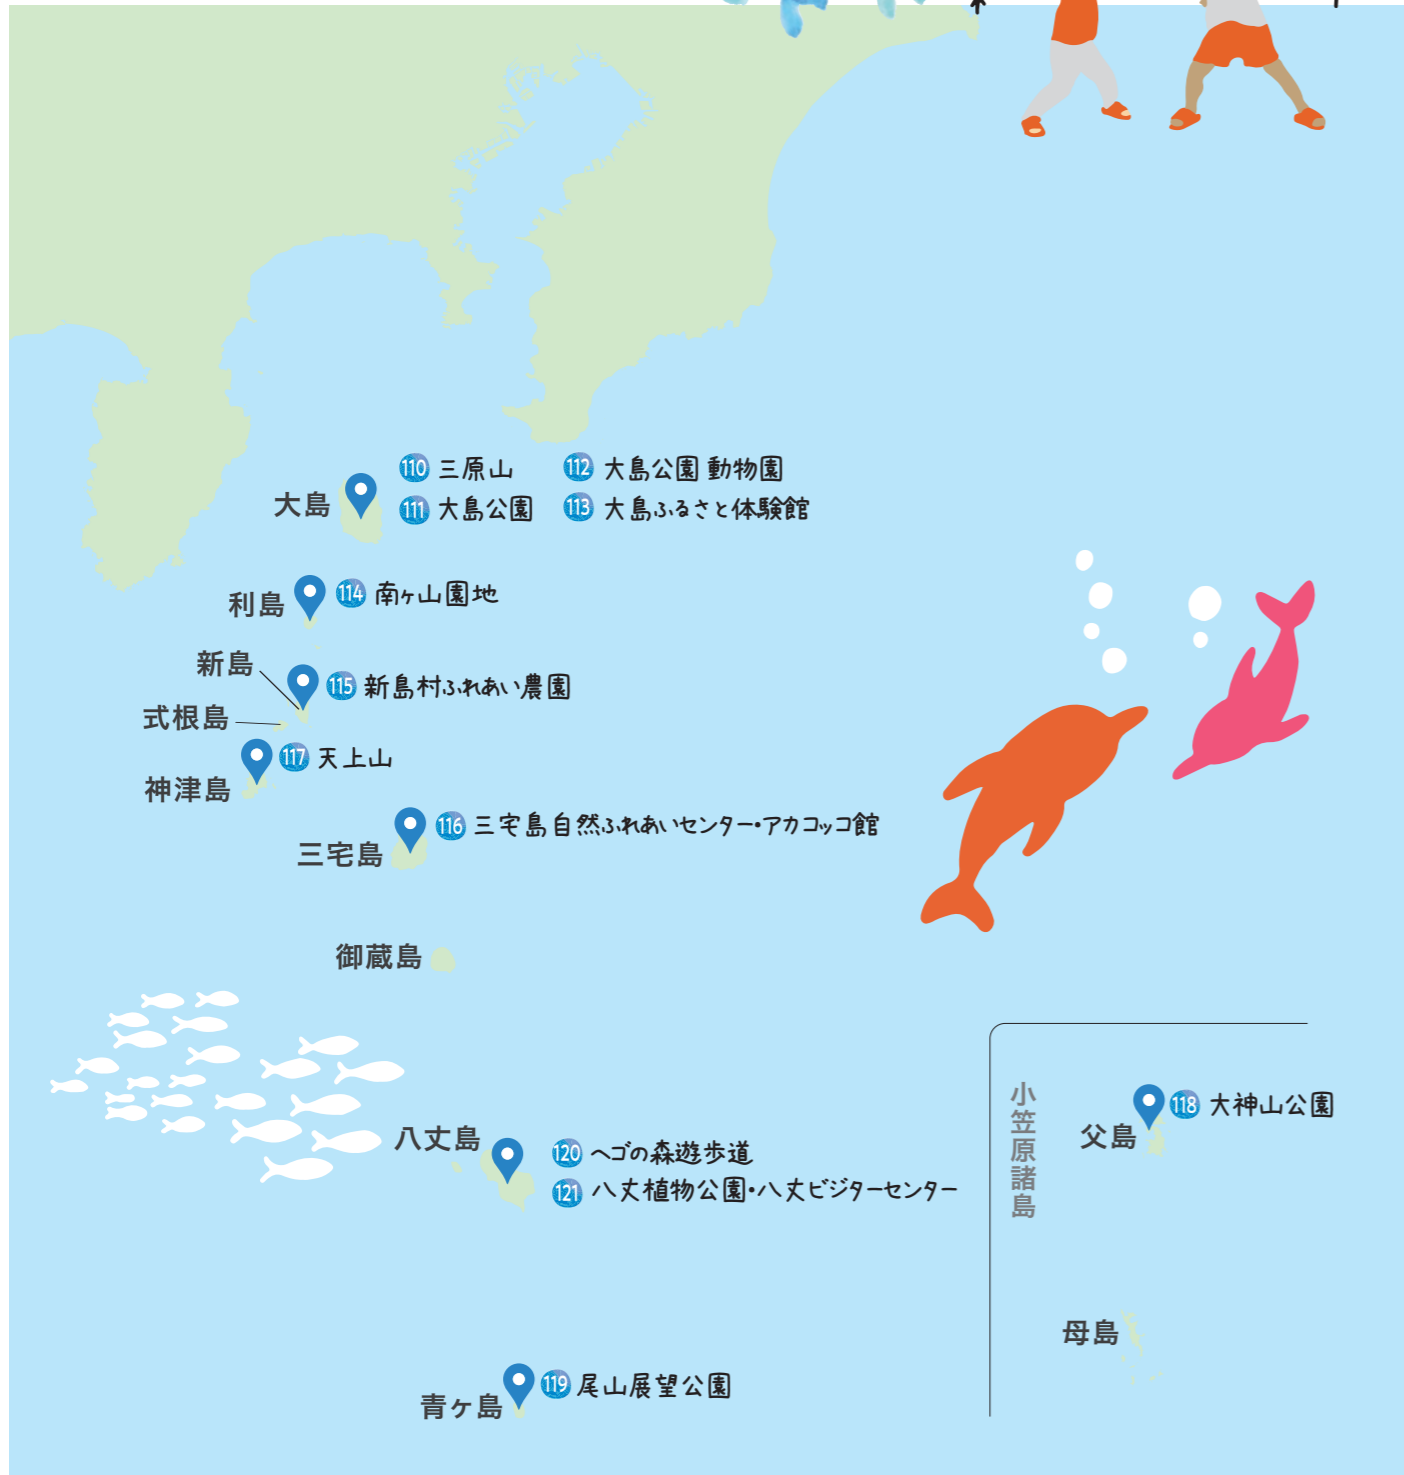 110 三原山
112 大島公園 動物園
大島
111 大島公園
113 大島ふるさと体験館
利島
114 南ヶ山園地
新島
115 新島村ふれあい農園
式根島
117 天上山
神津島
116 三宅島自然ふれあいセンター・アカコッコ館
三宅島
御蔵島
小笠原諸島
118 大神山公園
父島
八丈島
120 ヘゴの森遊歩道
121 八丈植物公園・八丈ビジターセンター
母島
119 尾山展望公園
青ヶ島